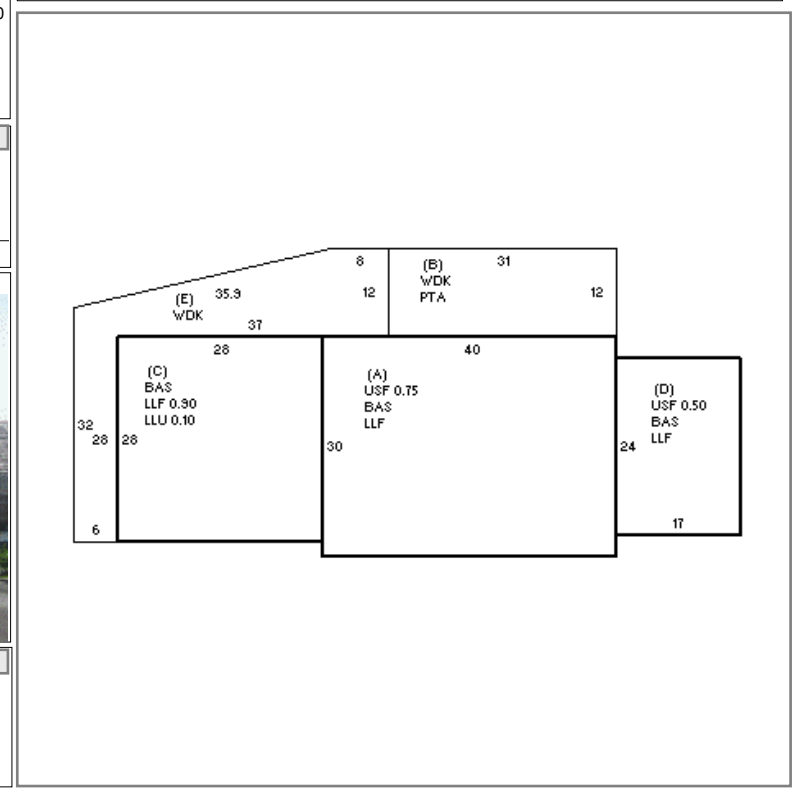 0
8
(B)
31
WDK
PTA
12
12
(E)
35.9
WDK
37
28
40
(C)
BAS
LLF 0.90
LLU 0.10
(A)
USF 0.75
BAS
LLF
(D)
USF 0.50
BAS
LLF
32
28
28
30
24
6
17